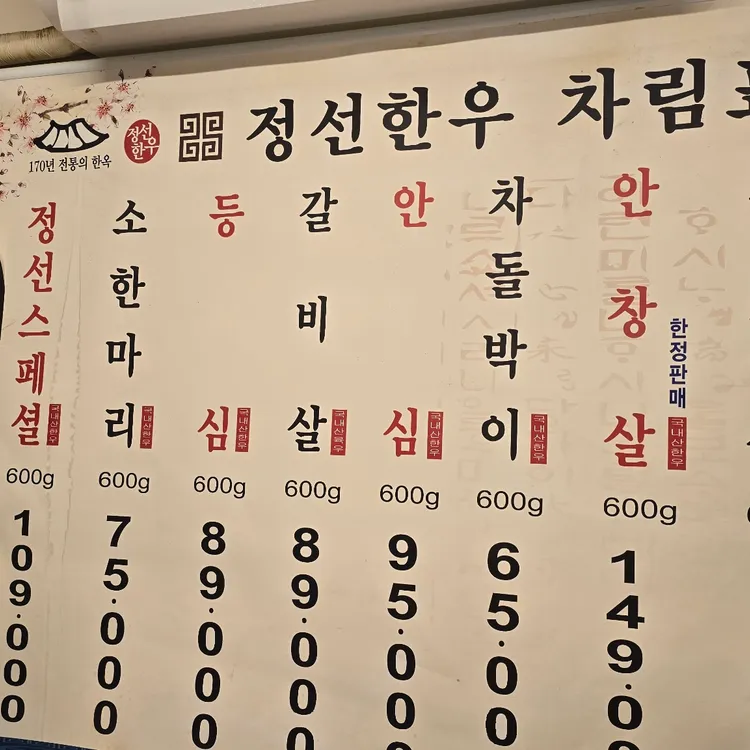 170년 전통의 한옥
정선한우
정선한우 차림
정선스페셜
국내산한우
600g
109.000
소한마리
국내산한우
600g
75.000
등심
국내산한우
600g
89.000
갈비살
국내산육우
600g
89.000
안심
국내산한우
600g
95.000
차돌박이
국내산한우
600g
65.00
안창살
한정판매
국내산한우
600g
149.0